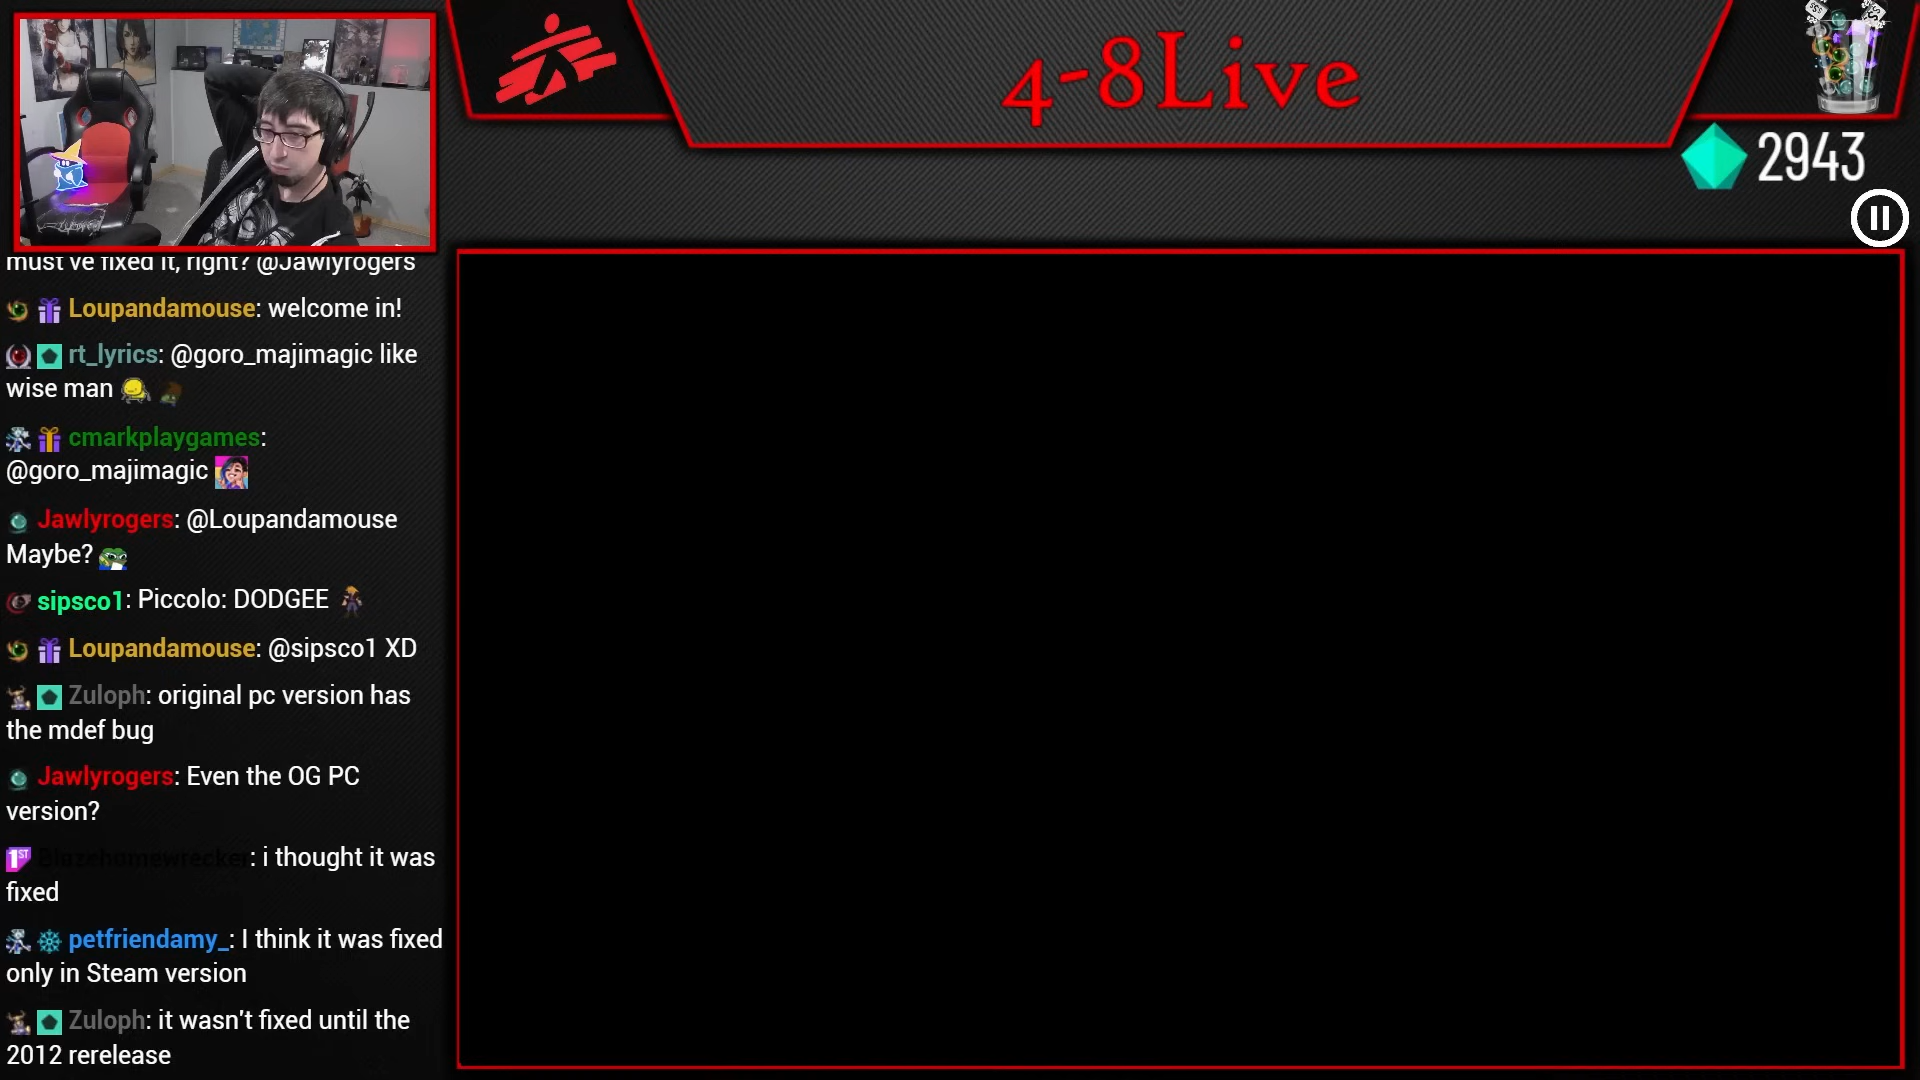 4-8Live
2943
must've fixed it, right? @Jawlyrogers
Loupandamouse: welcome in!
rt_lyrics: @goro_majimagic like
wise man
cmarkplaygames:
@goro_majimagic
Jawlyrogers: @Loupandamouse
Maybe?
sipsco1: Piccolo: DODGEE
Loupandamouse: @sipsco1 XD
Zuloph: original pc version has
the mdef bug
Jawlyrogers: Even the OG PC
version?
1ST Blazehomewrecker: i thought it was
fixed
petfriendamy_: I think it was fixed
only in Steam version
Zuloph: it wasn't fixed until the
2012 rerelease